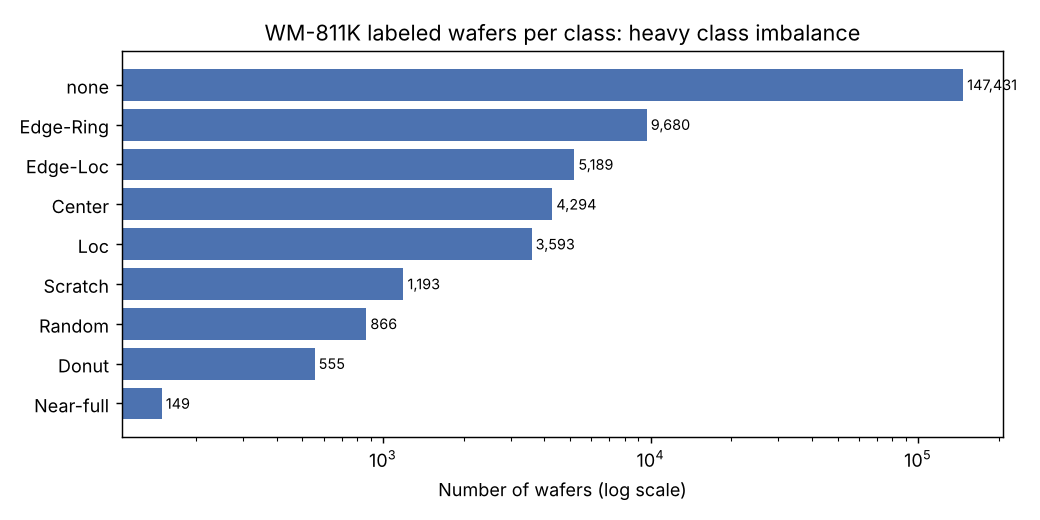 WM-811K labeled wafers per class: heavy class imbalance
none 147,431
Edge-Ring 9,680
Edge-Loc 5,189
Center 4,294
Loc 3,593
Scratch 1,193
Random 866
Donut 555
Near-full 149
10³ 10⁴ 10⁵
Number of wafers (log scale)